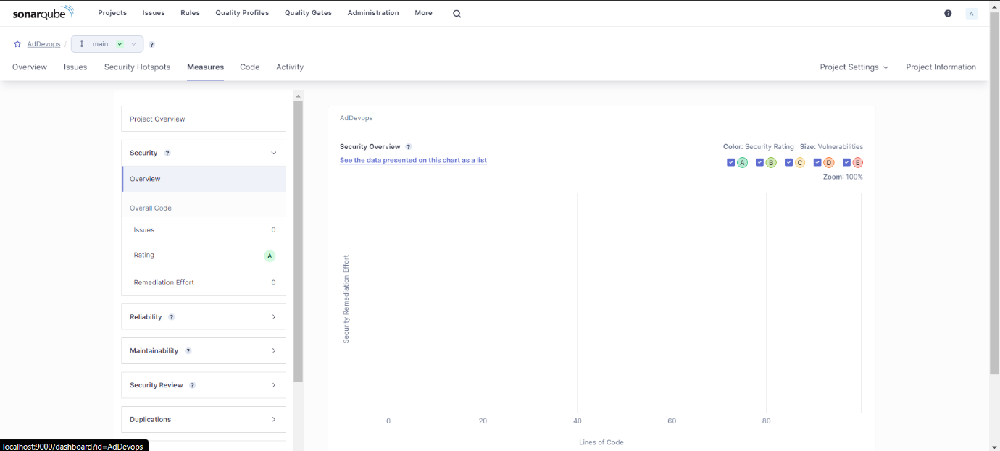 sonarqube Projects Issues Rules Quality Profiles Quality Gates Administration More ? A
AdDevops / main ?
Overview Issues Security Hotspots Measures Code Activity Project Settings Project Information
Project Overview
Security ?
Overview
Overall Code
Issues 0
Rating A
Remediation Effort 0
Reliability ?
Maintainability ?
Security Review ?
Duplications
AdDevops
Security Overview ? Color: Security Rating Size: Vulnerabilities
See the data presented on this chart as a list A B C D E
Zoom: 100%
Security Remediation Effort
0 20 40 60 80
Lines of Code
localhost:9000/dashboard?id=AdDevops